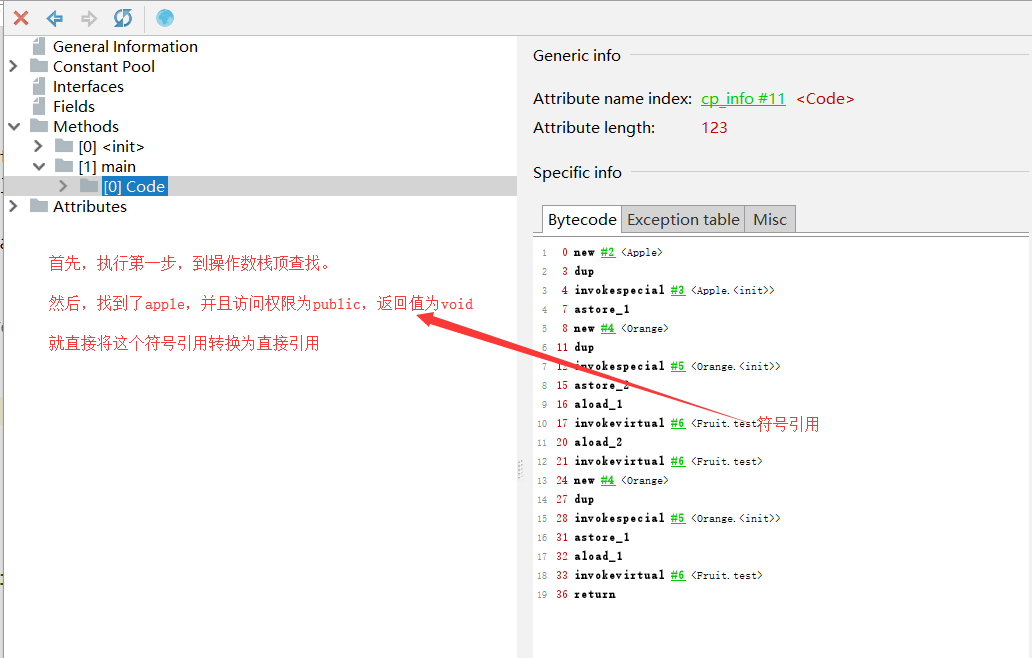 General Information
Constant Pool
Interfaces
Fields
Methods
[0] <init>
[1] main
[0] Code
Attributes
首先，执行第一步，到操作数栈顶查找。
然后，找到了apple，并且访问权限为public，返回值为void
就直接将这个符号引用转换为直接引用
Generic info
Attribute name index: cp_info #11 <Code>
Attribute length: 123
Specific info
Bytecode Exception table Misc
1 0 new #2 <Apple>
2 3 dup
3 4 invokespecial #3 <Apple.<init>>
4 7 astore_1
5 8 new #4 <Orange>
6 11 dup
7 12 invokespecial #5 <Orange.<init>>
8 15 astore_2
9 16 aload_1
10 17 invokevirtual #6 <Fruit.test 符号引用
11 20 aload_2
12 21 invokevirtual #6 <Fruit.test>
13 24 new #4 <Orange>
14 27 dup
15 28 invokespecial #5 <Orange.<init>>
16 31 astore_1
17 32 aload_1
18 33 invokevirtual #6 <Fruit.test>
19 36 return